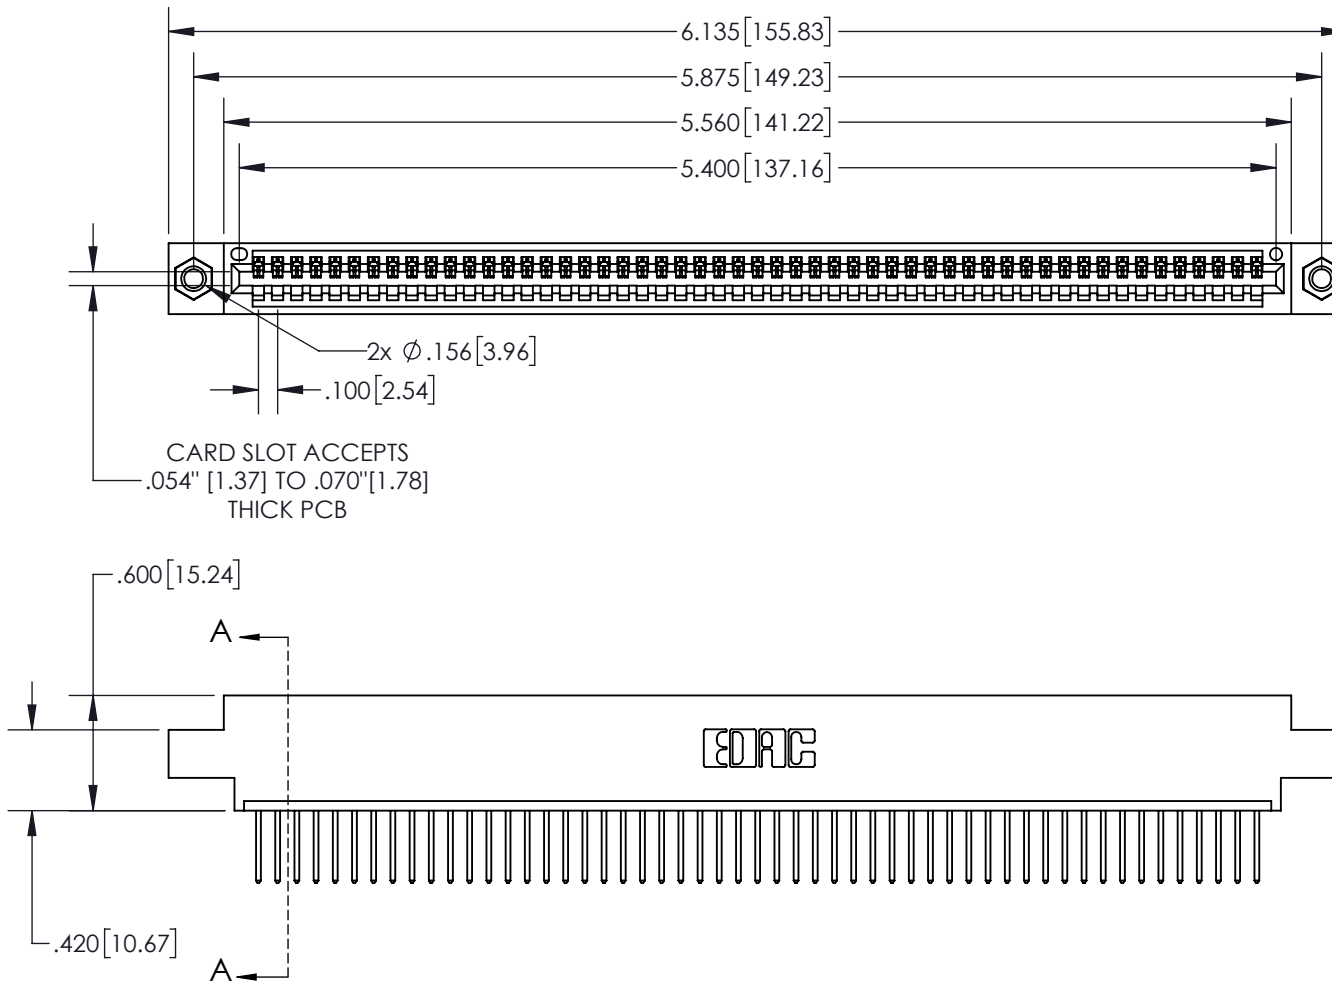 6.135[155.83]
5.875[149.23]
5.560[141.22]
5.400[137.16]
2x Ø.156[3.96]
.100[2.54]
CARD SLOT ACCEPTS
.054" [1.37] TO .070"[1.78]
THICK PCB
.600[15.24]
A
EDAC
.420[10.67]
A